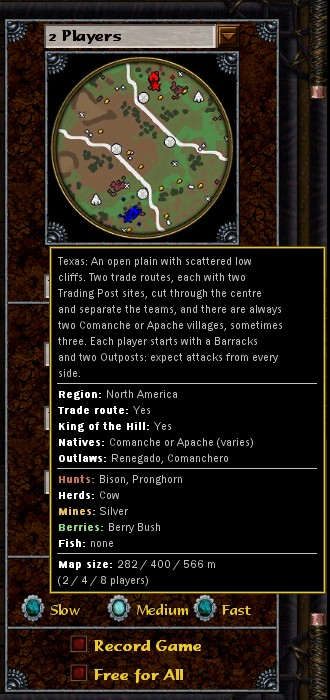 2 Players
Texas: An open plain with scattered low
cliffs. Two trade routes, each with two
Trading Post sites, cut through the centre
and separate the teams, and there are always
two Comanche or Apache villages, sometimes
three. Each player starts with a Barracks
and two Outposts: expect attacks from every
side.
Region: North America
Trade route: Yes
King of the Hill: Yes
Natives: Comanche or Apache (varies)
Outlaws: Renegado, Comanchero
Hunts: Bison, Pronghorn
Herds: Cow
Mines: Silver
Berries: Berry Bush
Fish: none
Map size: 282 / 400 / 566 m
(2 / 4 / 8 players)
Slow Medium Fast
Record Game
Free for All